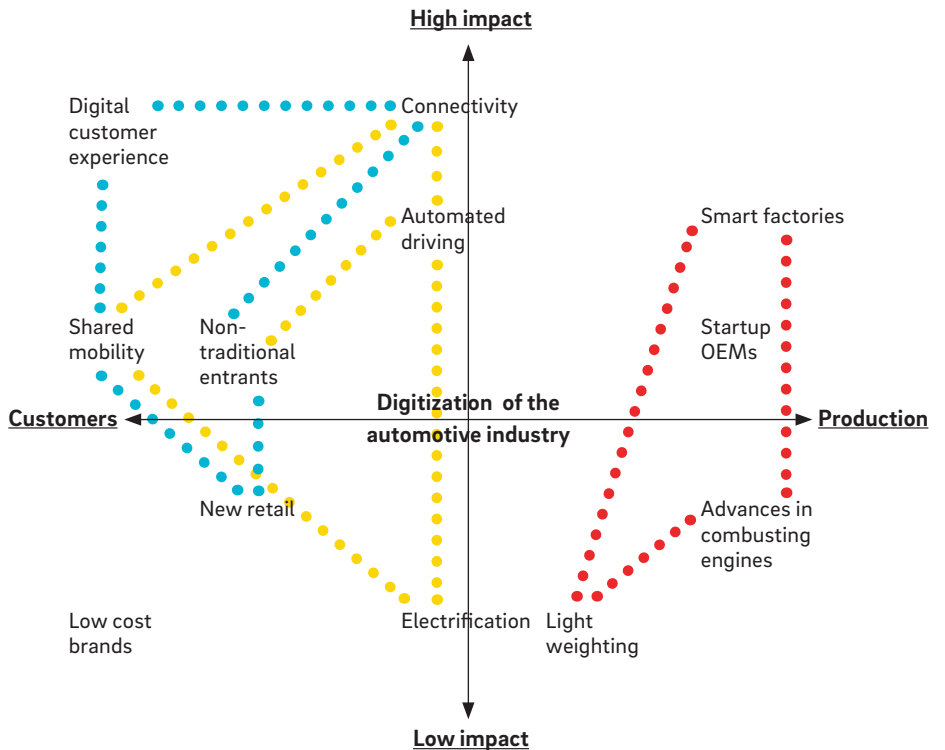 High impact
Digital
customer
experience
Connectivity
Automated
driving
Smart factories
Shared
mobility
Non-
traditional
entrants
Startup
OEMs
Customers
Digitization of the
automotive industry
Production
New retail
Advances in
combusting
engines
Low cost
brands
Electrification
Light
weighting
Low impact